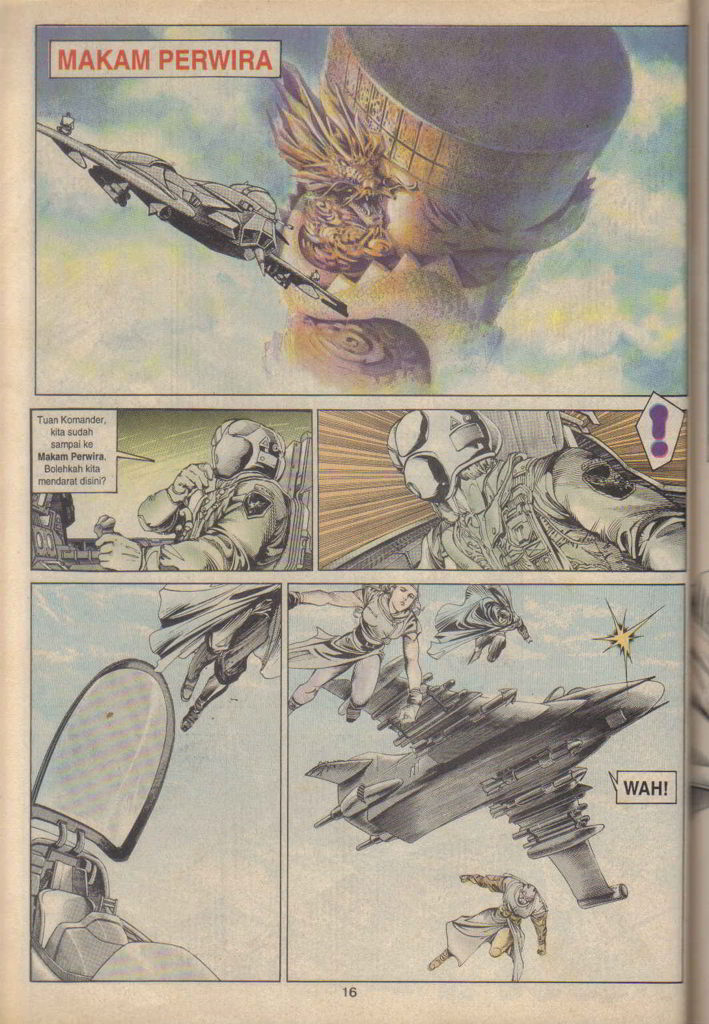 MAKAM PERWIRA
Tuan Komander,
kita sudah
sampai ke
Makam Perwira.
Bolehkah kita
mendarat disini?
!
WAH!
16